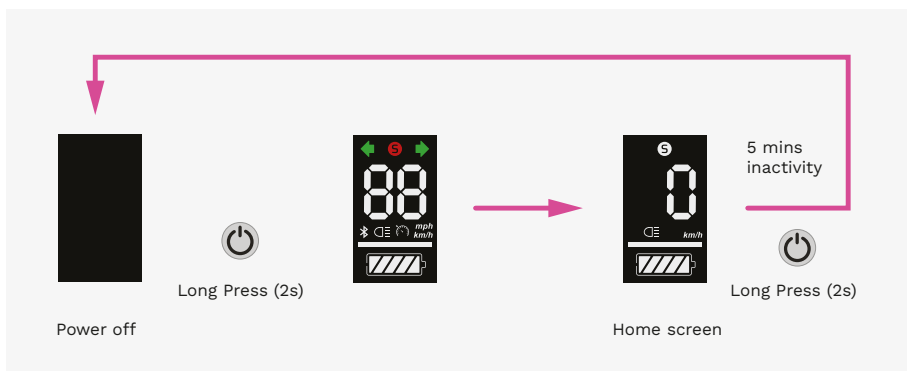 S
88
mph
km/h
Long Press (2s)
Power off
S
0
km/h
5 mins
inactivity
Long Press (2s)
Home screen